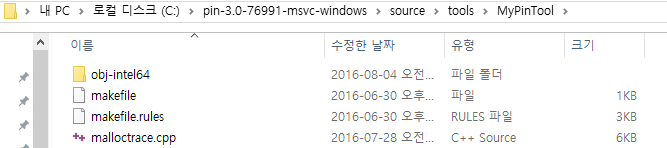 내 PC > 로컬 디스크 (C:) > pin-3.0-76991-msvc-windows > source > tools > MyPinTool >
이름 수정한 날짜 유형 크기
obj-intel64 2016-08-04 오전... 파일 폴더
makefile 2016-06-30 오후... 파일 1KB
makefile.rules 2016-06-30 오후... RULES 파일 3KB
malloctrace.cpp 2016-07-28 오전... C++ Source 6KB